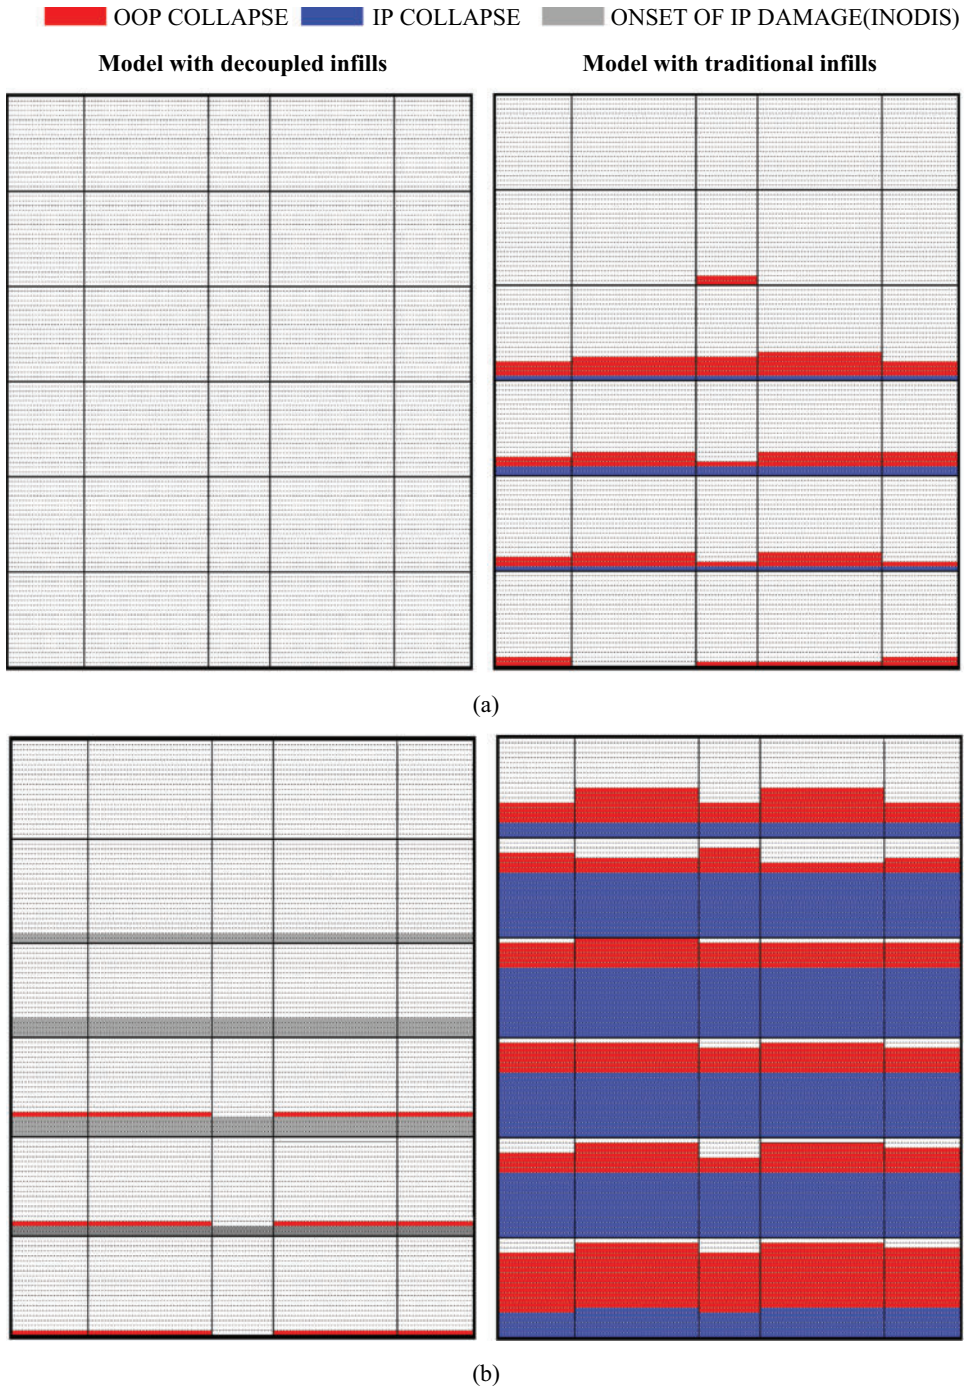 OOP COLLAPSE IP COLLAPSE ONSET OF IP DAMAGE(INODIS)
Model with decoupled infills Model with traditional infills
(a)
(b)